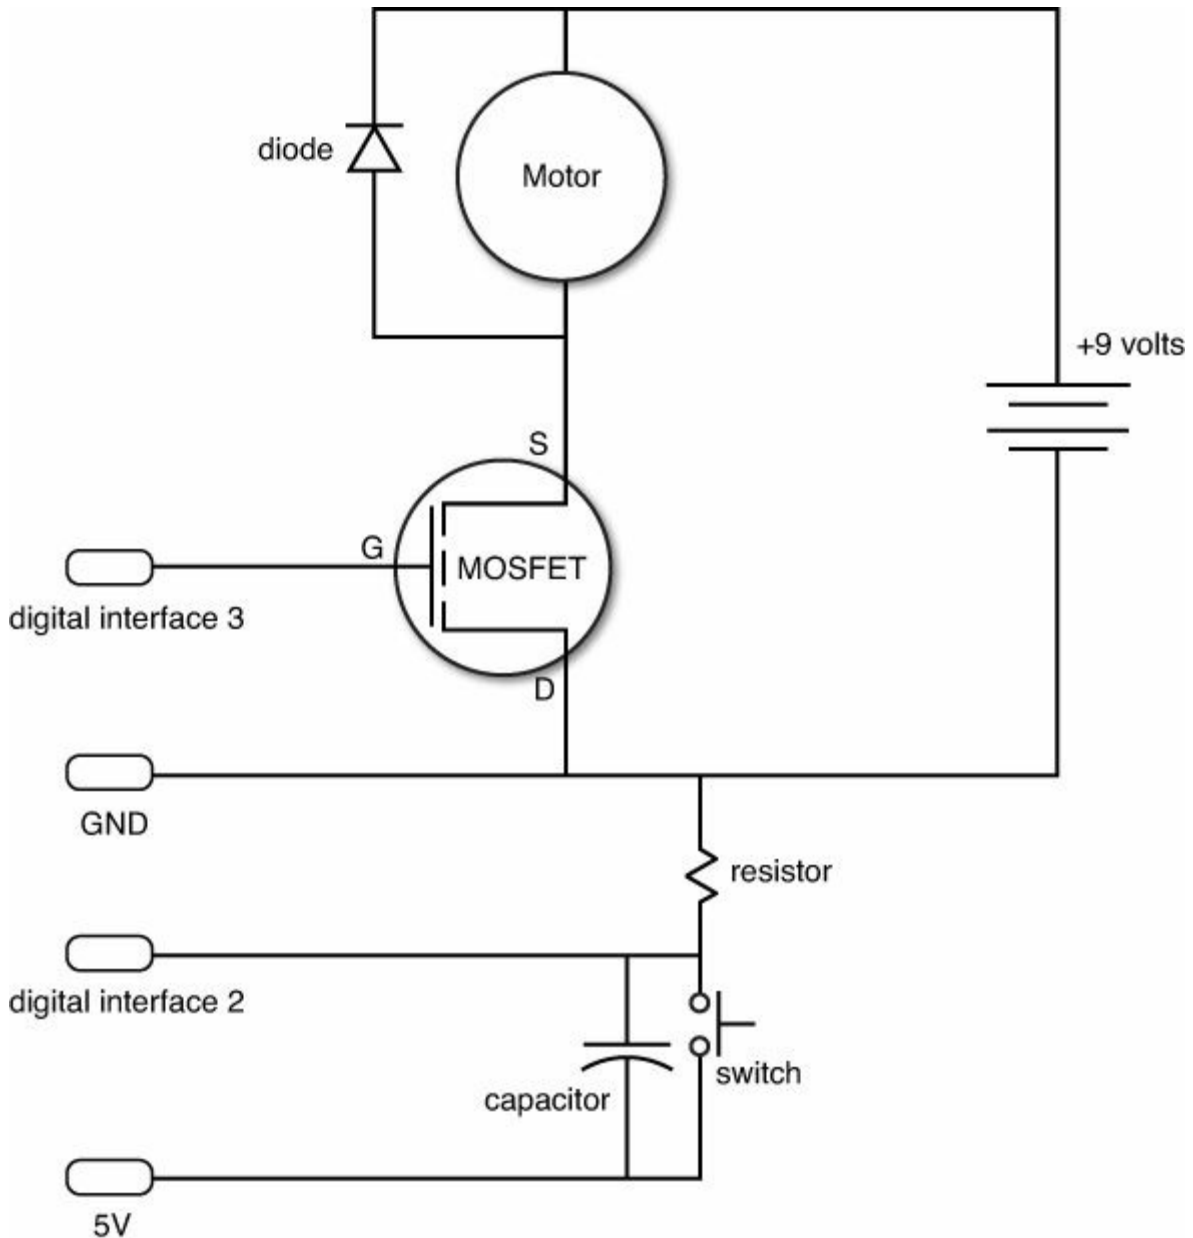 diode
Motor
+9 volts
S
G
MOSFET
digital interface 3
D
GND
resistor
digital interface 2
switch
capacitor
5V